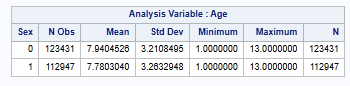 Analysis Variable : Age
Sex N Obs Mean Std Dev Minimum Maximum N
0 123431 7.9404526 3.2108495 1.0000000 13.0000000 123431
1 112947 7.7803040 3.2632948 1.0000000 13.0000000 112947